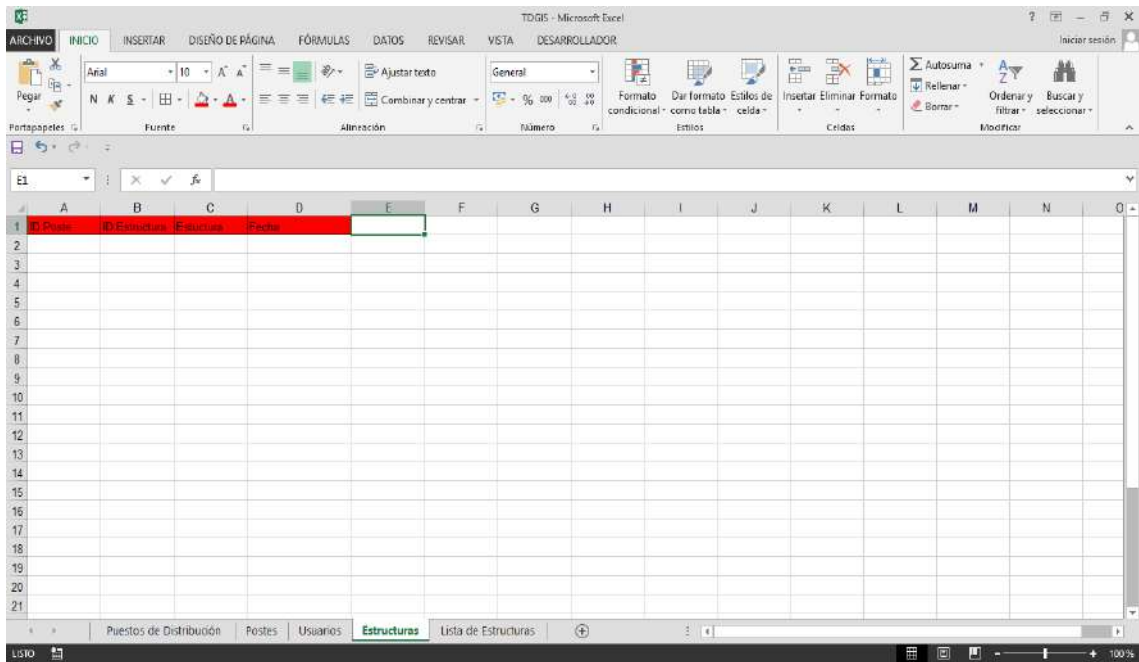 TDGIS - Microsoft Excel
ARCHIVO INICIO INSERTAR DISEÑO DE PÁGINA FÓRMULAS DATOS REVISAR VISTA DESARROLLADOR Iniciar sesión
Pegar
Portapapeles
Arial 10
N K S
Fuente
Ajustar texto
Combinar y centrar
Alineación
General
% 000
Número
Formato condicional
Dar formato como tabla
Estilos de celda
Estilos
Insertar Eliminar Formato
Celdas
Autosuma
Rellenar
Borrar
Ordenar y filtrar
Buscar y seleccionar
Modificar
E1 fx
A B C D E F G H I J K L M N O
1 ID Poste ID Estructura Estuctura Fecha
2
3
4
5
6
7
8
9
10
11
12
13
14
15
16
17
18
19
20
21
Puestos de Distribución Postes Usuarios Estructuras Lista de Estructuras
LISTO 100%